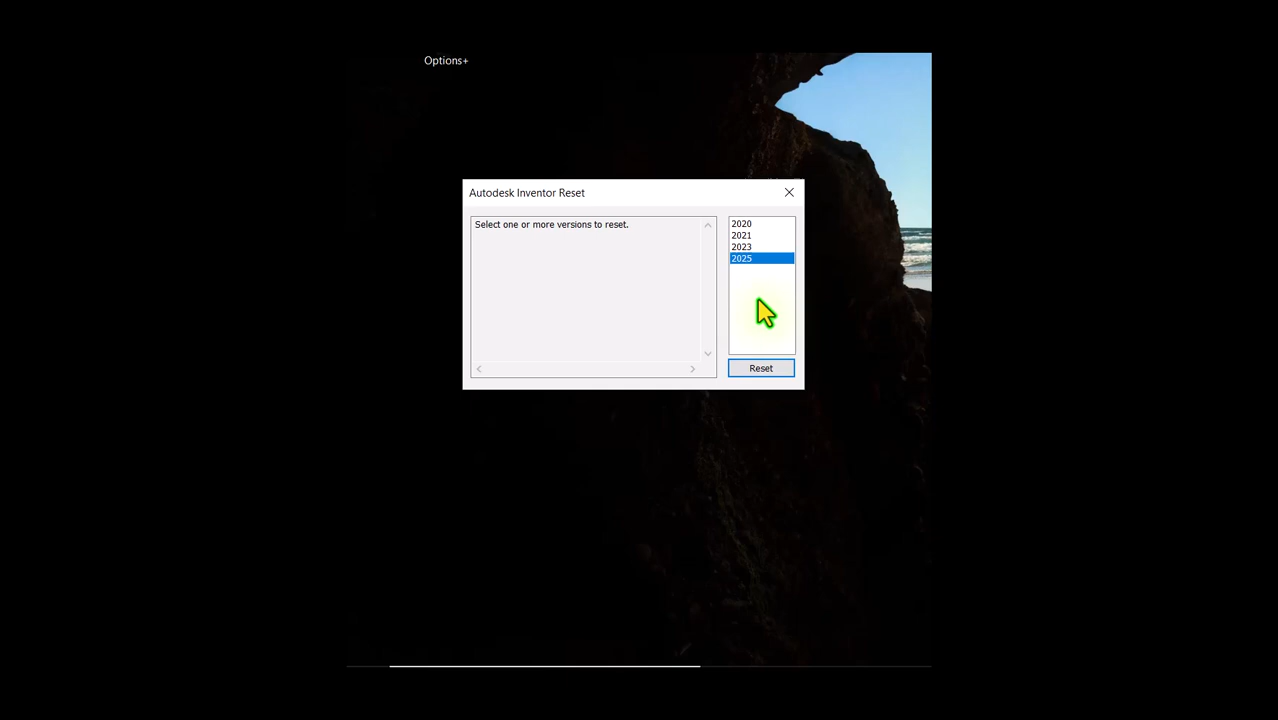 Options+
Autodesk Inventor Reset
Select one or more versions to reset.
2020
2021
2023
2025
Reset